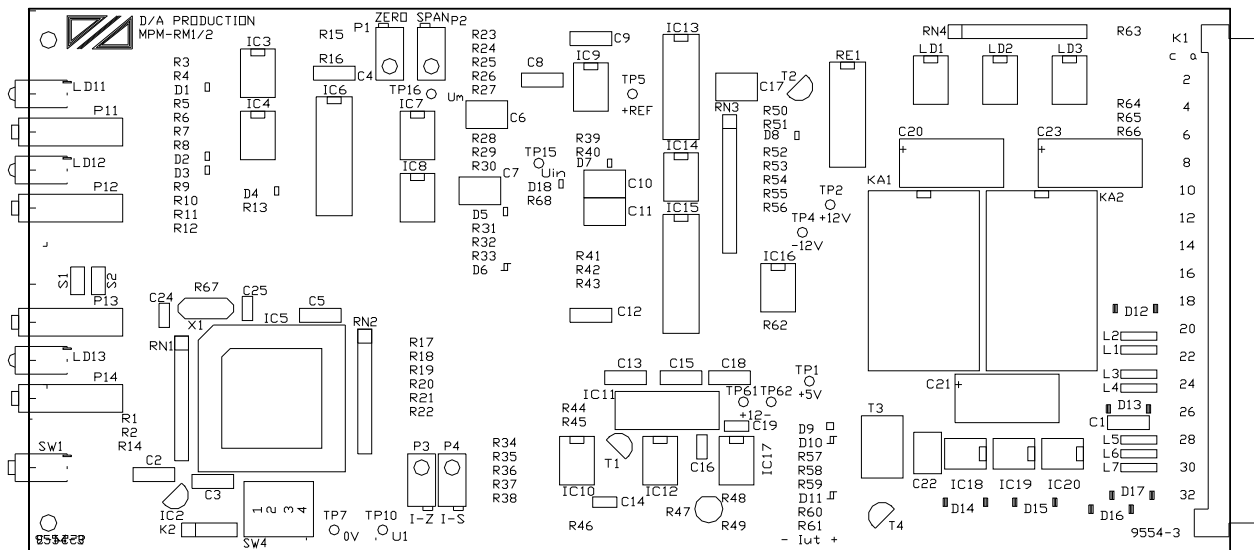 D/A PRODUCTION
MPM-RM1/2
IC3
R15
P1
ZERO
SPAN
P2
R23
R24
R25
R26
R27
C9
IC13
RN4
R63
K1
c a
R16
C4
C8
IC9
TP5
+REF
C17
T2
RE1
LD1
LD2
LD3
R3
R4
D1
R5
R6
R7
R8
D2
D3
R9
R10
R11
R12
LD11
P11
LD12
P12
IC4
D4
R13
IC6
TP16
Um
IC7
IC8
C6
R28
R29
R30
C7
D5
R31
R32
R33
D6
TP15
Uin
D18
R68
R39
R40
D7
C10
C11
R41
R42
R43
C12
IC14
IC15
RN3
R50
R51
D8
R52
R53
R54
R55
R56
TP2
+12V
TP4
-12V
IC16
R62
C20
+
C23
+
R64
R65
R66
KA1
KA2
2
4
6
8
10
12
14
16
18
20
22
24
26
28
30
32
S1
S2
P13
LD13
P14
C24
R67
X1
C25
C5
IC5
RN1
RN2
R17
R18
R19
R20
R21
R22
C13
C15
C18
IC11
TP61
TP62
+12-
TP1
+5V
C21
+
D12
L2
L1
L3
L4
D13
C1
L5
L6
L7
D17
D16
R1
R2
R14
SW1
C2
IC2
K2
C3
1 2 3 4
SW4
P3
P4
I-Z
I-S
TP7
0V
TP10
U1
R34
R35
R36
R37
R38
R44
R45
T1
IC10
IC12
C14
R46
C16
C19
IC17
R47
R48
R49
D9
D10
R57
R58
R59
D11
R60
R61
- Iut +
T3
C22
T4
IC18
IC19
IC20
D14
D15
9554-3